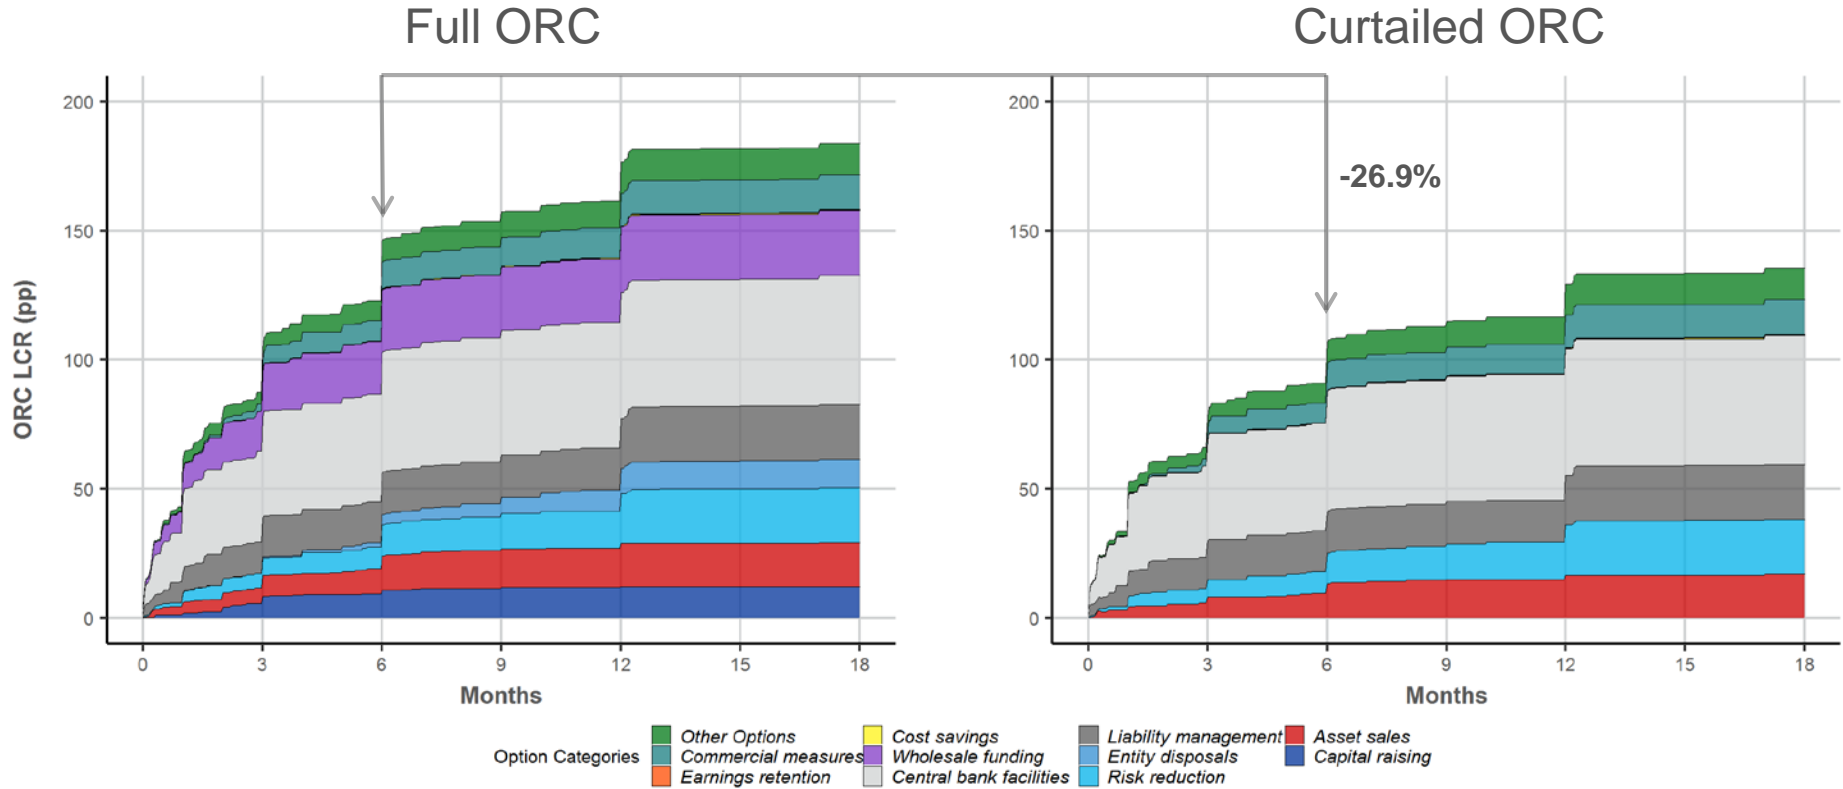 Full ORC
Curtailed ORC
ORC LCR (pp)
200
150
100
50
0
0 3 6 9 12 15 18
Months
-26.9%
200
150
100
50
0
0 3 6 9 12 15 18
Months
Option Categories
Other Options
Commercial measures
Earnings retention
Cost savings
Wholesale funding
Central bank facilities
Liability management
Entity disposals
Risk reduction
Asset sales
Capital raising